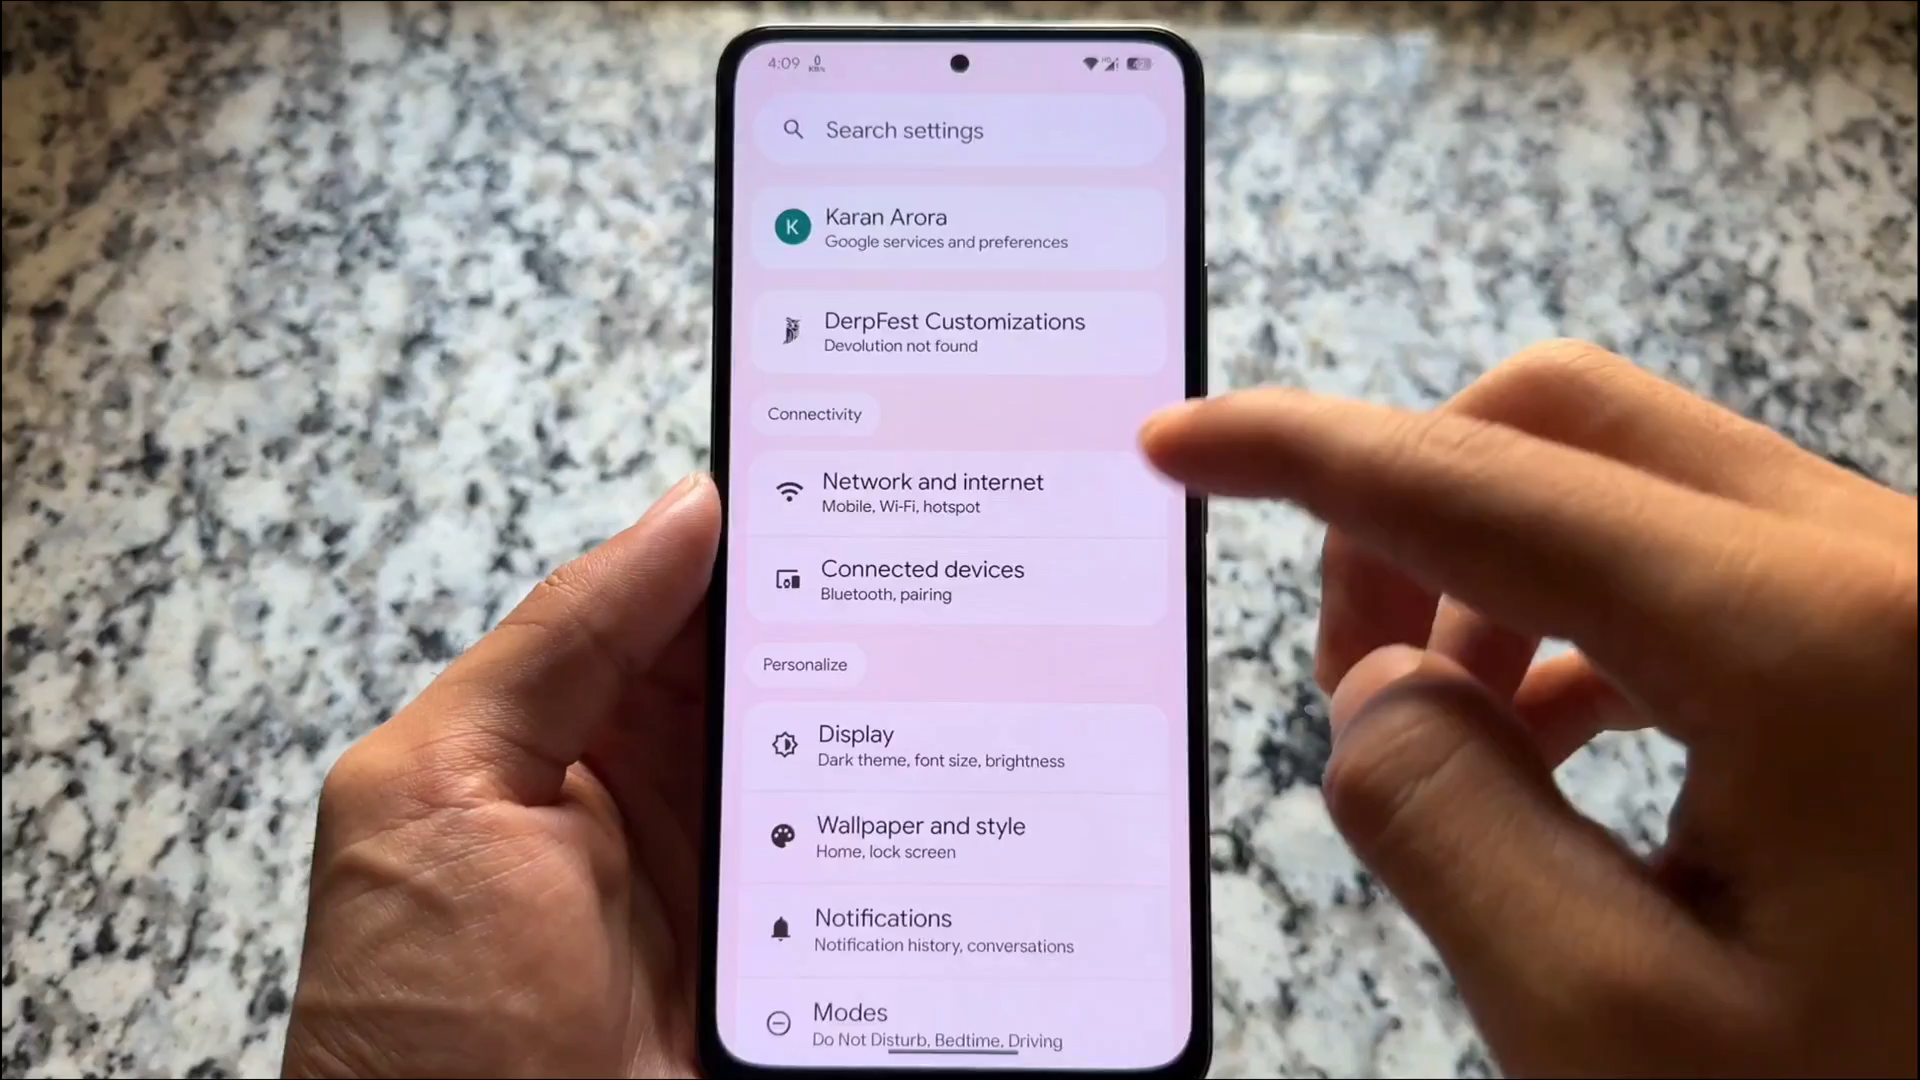 4:09
0
KB/s
Search settings
K
Karan Arora
Google services and preferences
DerpFest Customizations
Devolution not found
Connectivity
Network and internet
Mobile, Wi-Fi, hotspot
Connected devices
Bluetooth, pairing
Personalize
Display
Dark theme, font size, brightness
Wallpaper and style
Home, lock screen
Notifications
Notification history, conversations
Modes
Do Not Disturb, Bedtime, Driving